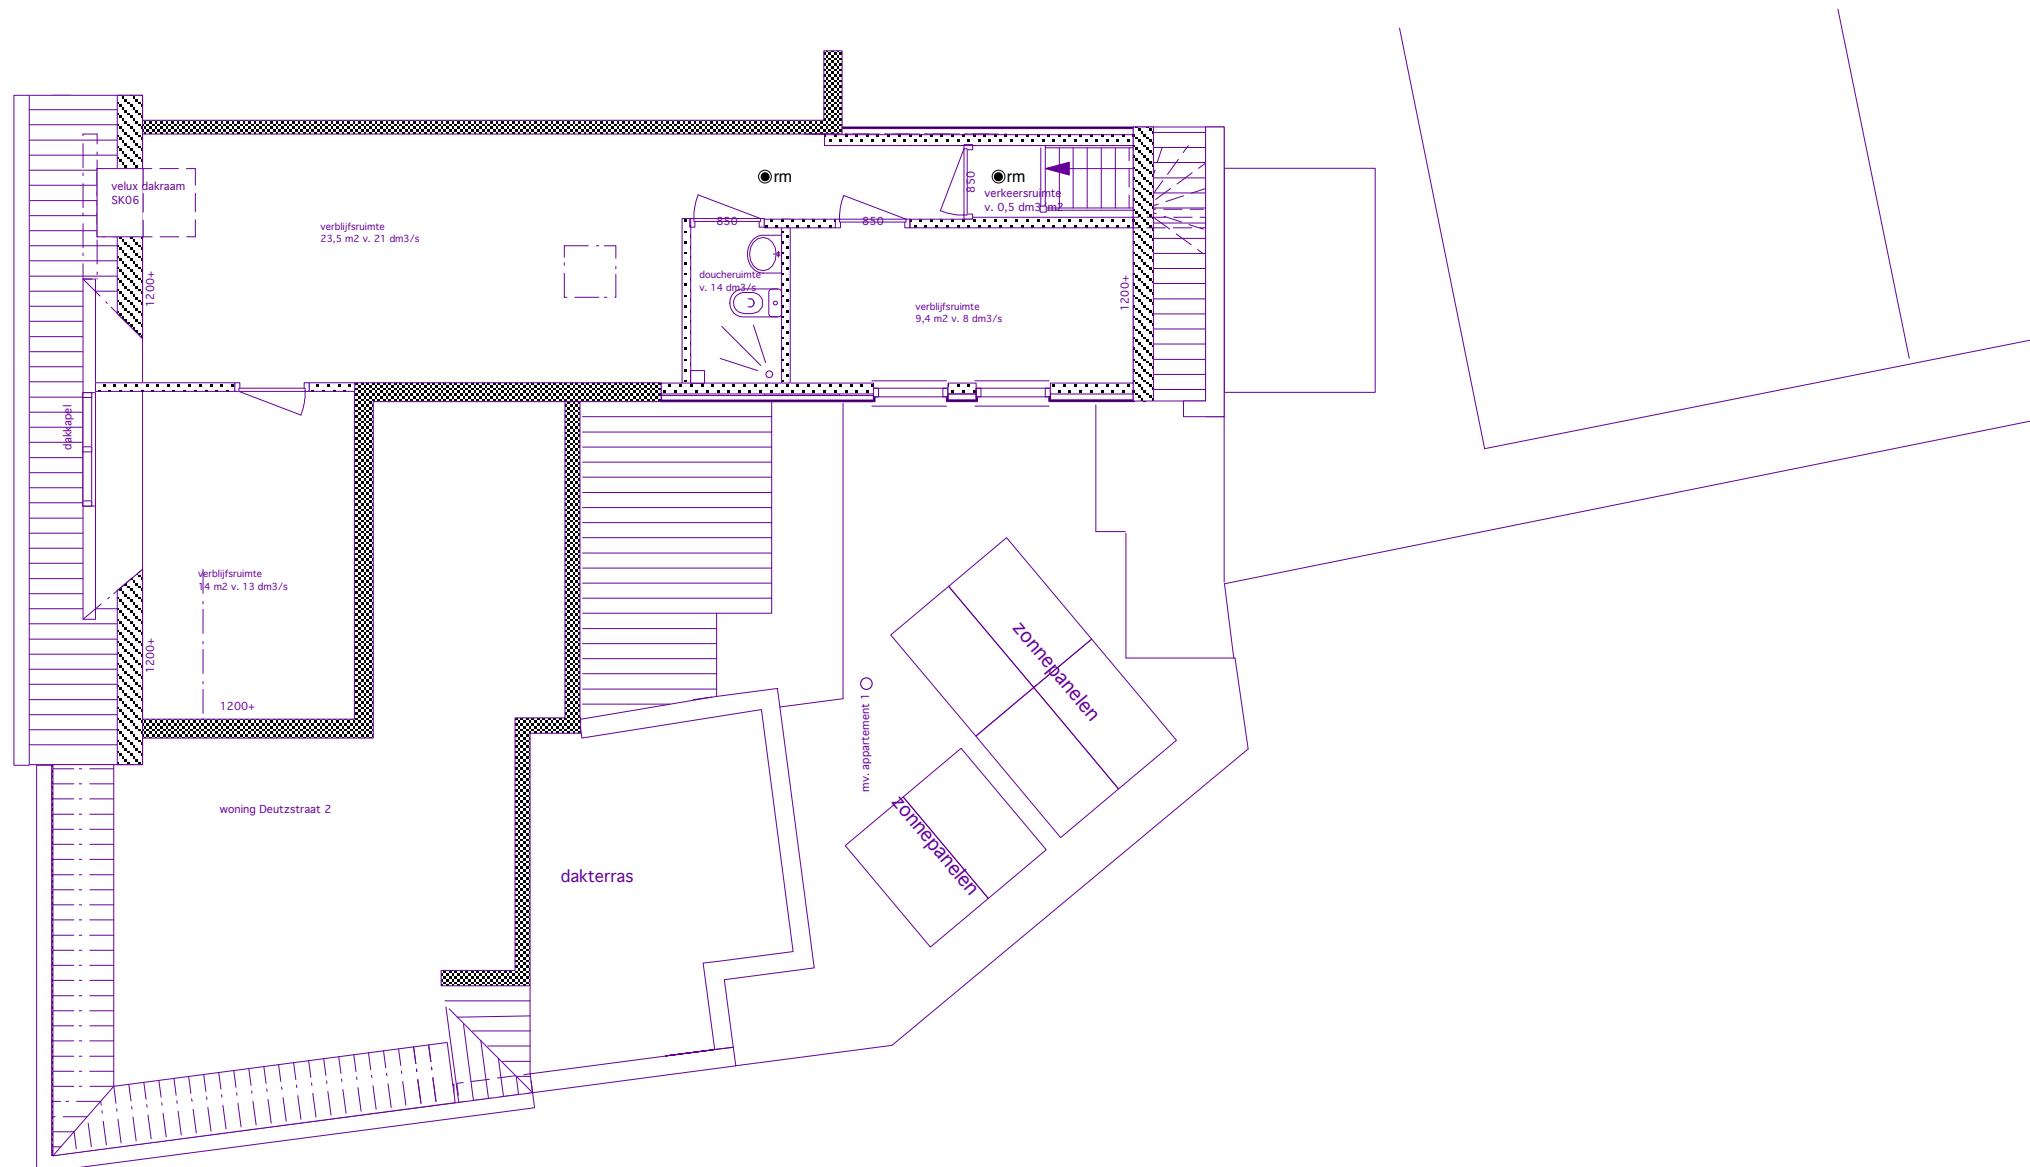 rm
rm
velux dakraam
SK06
850
verkeersruimte
v. 0,5 dm3/m2
verblijfsruimte
23,5 m2 v. 21 dm3/s
850
850
doucheruimte
v. 14 dm3/s
1200+
1200+
verblijfsruimte
9,4 m2 v. 8 dm3/s
dakkapel
verblijfsruimte
14 m2 v. 13 dm3/s
1200+
1200+
zonnepanelen
mv. appartement 1
woning Deutzstraat 2
zonnepanelen
dakterras